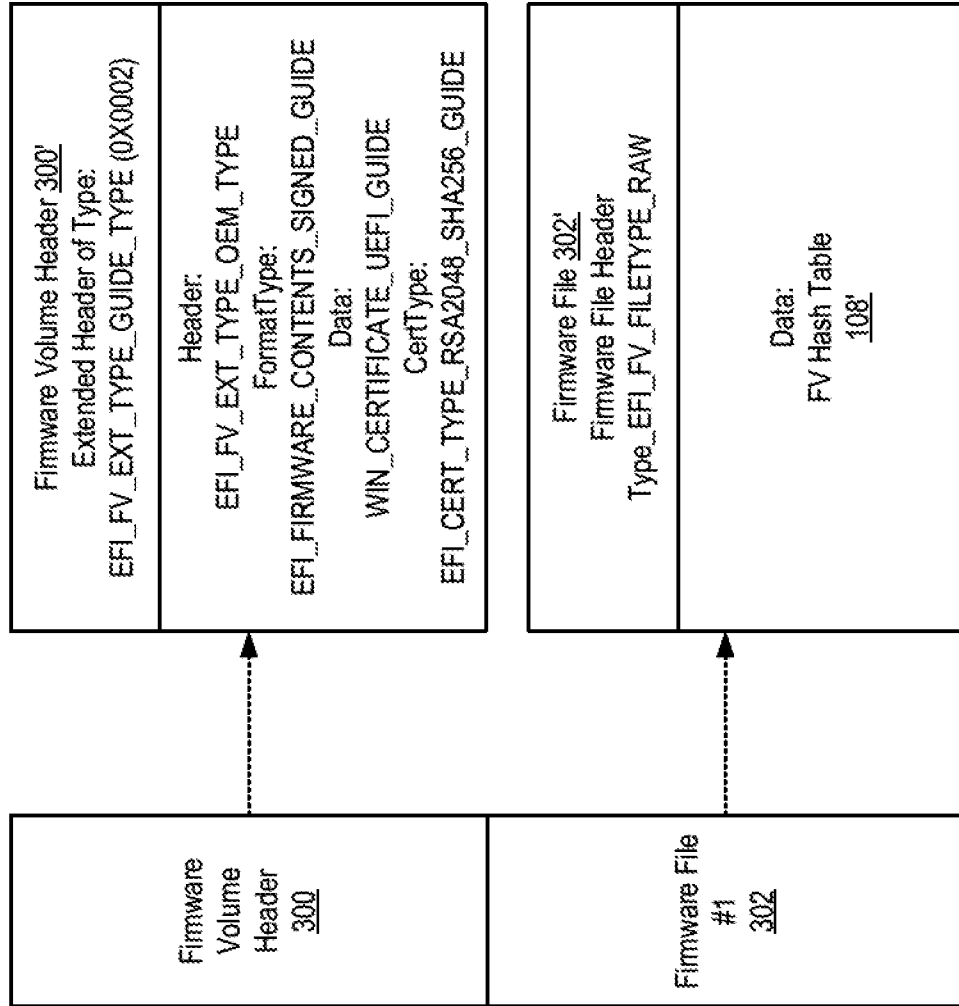 Firmware
Volume
Header
300
Firmware File
#1
302
Firmware Volume Header 300'
Extended Header of Type:
EFI_FV_EXT_TYPE_GUIDE_TYPE (0X0002)
Header:
EFI_FV_EXT_TYPE_OEM_TYPE
FormatType:
EFI_FIRMWARE_CONTENTS_SIGNED_GUIDE
Data:
WIN_CERTIFICATE_UEFI_GUIDE
CertType:
EFI_CERT_TYPE_RSA2048_SHA256_GUIDE
Firmware File 302'
Firmware File Header
Type_EFI_FV_FILETYPE_RAW
Data:
FV Hash Table
108'